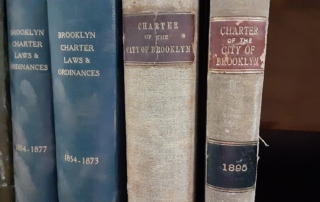 BROOKLYN
CHARTER
LAWS &
ORDINANCES
1854-1877
BROOKLYN
CHARTER
LAWS &
ORDINANCES
1854-1873
CHARTER
OF THE
CITY OF BROOKLYN
CHARTER
OF THE
CITY OF
BROOKLYN
1895